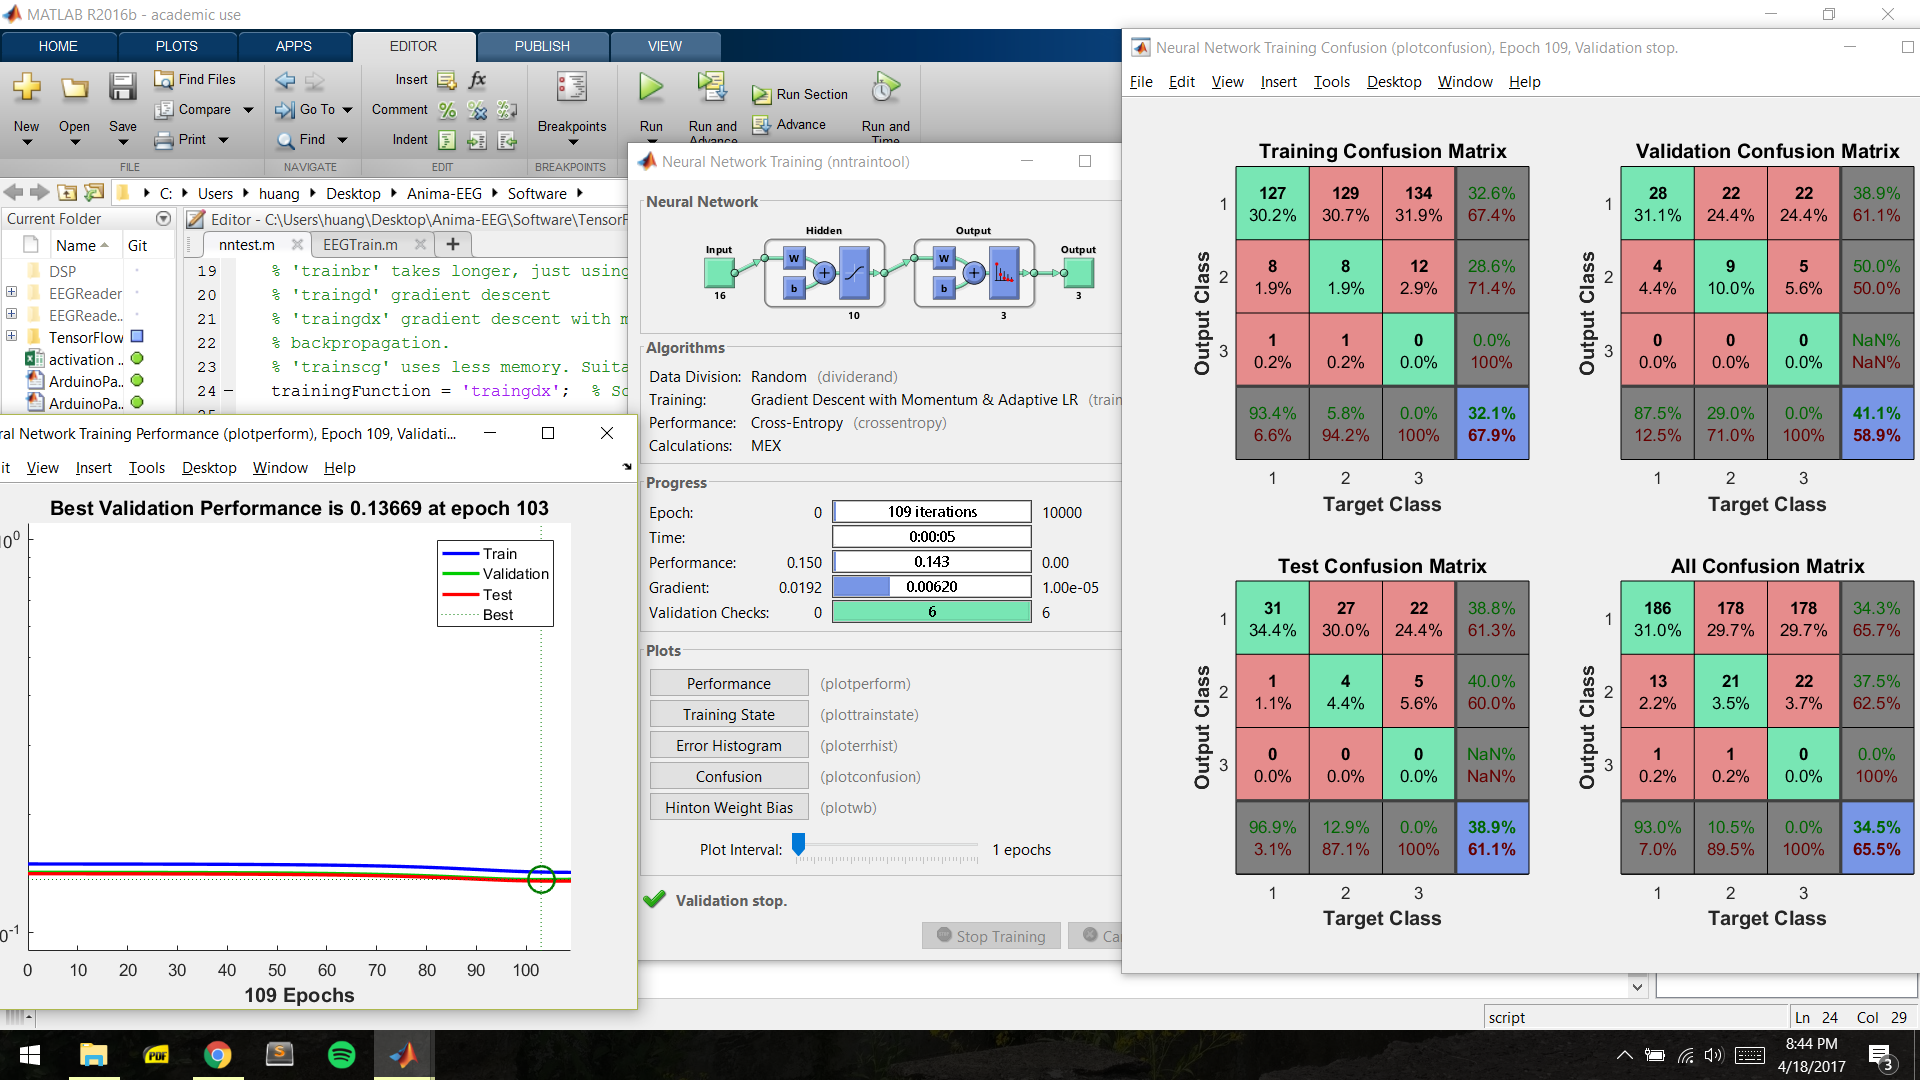 MATLAB R2016b - academic use
HOME PLOTS APPS EDITOR PUBLISH VIEW
New Open Save Find Files Compare Print
FILE
Go To Find
NAVIGATE
Insert Comment Indent
EDIT
Breakpoints
BREAKPOINTS
Run Run and Advance Run Section Advance Run and Time
C: Users huang Desktop Anima-EEG Software
Current Folder
Name Git
DSP
EEGReader
EEGReade..
TensorFlow
activation ..
ArduinoPa..
ArduinoPa..
Editor - C:\Users\huang\Desktop\Anima-EEG\Software\TensorF
nntest.m EEGTrain.m
19 % 'trainbr' takes longer, just using
20 % 'traingd' gradient descent
21 % 'traingdx' gradient descent with m
22 % backpropagation.
23 % 'trainscg' uses less memory. Suita
24 trainingFunction = 'traingdx'; % Sc
ral Network Training Performance (plotperform), Epoch 109, Validati...
it View Insert Tools Desktop Window Help
Best Validation Performance is 0.13669 at epoch 103
Train
Validation
Test
Best
0 10 20 30 40 50 60 70 80 90 100
109 Epochs
Neural Network Training (nntraintool)
Neural Network
Hidden Output
Input Output
W b W b
16 10 3 3
Algorithms
Data Division: Random (dividerand)
Training: Gradient Descent with Momentum & Adaptive LR (train
Performance: Cross-Entropy (crossentropy)
Calculations: MEX
Progress
Epoch: 0 109 iterations 10000
Time: 0:00:05
Performance: 0.150 0.143 0.00
Gradient: 0.0192 0.00620 1.00e-05
Validation Checks: 0 6 6
Plots
Performance (plotperform)
Training State (plottrainstate)
Error Histogram (ploterrhist)
Confusion (plotconfusion)
Hinton Weight Bias (plotwb)
Plot Interval: 1 epochs
Validation stop.
Stop Training Ca
Neural Network Training Confusion (plotconfusion), Epoch 109, Validation stop.
File Edit View Insert Tools Desktop Window Help
Training Confusion Matrix
Output Class
1 127 129 134 32.6%
30.2% 30.7% 31.9% 67.4%
2 8 8 12 28.6%
1.9% 1.9% 2.9% 71.4%
3 1 1 0 0.0%
0.2% 0.2% 0.0% 100%
93.4% 5.8% 0.0% 32.1%
6.6% 94.2% 100% 67.9%
1 2 3
Target Class
Validation Confusion Matrix
Output Class
1 28 22 22 38.9%
31.1% 24.4% 24.4% 61.1%
2 4 9 5 50.0%
4.4% 10.0% 5.6% 50.0%
3 0 0 0 NaN%
0.0% 0.0% 0.0% NaN%
87.5% 29.0% 0.0% 41.1%
12.5% 71.0% 100% 58.9%
1 2 3
Target Class
Test Confusion Matrix
Output Class
1 31 27 22 38.8%
34.4% 30.0% 24.4% 61.3%
2 1 4 5 40.0%
1.1% 4.4% 5.6% 60.0%
3 0 0 0 NaN%
0.0% 0.0% 0.0% NaN%
96.9% 12.9% 0.0% 38.9%
3.1% 87.1% 100% 61.1%
1 2 3
Target Class
All Confusion Matrix
Output Class
1 186 178 178 34.3%
31.0% 29.7% 29.7% 65.7%
2 13 21 22 37.5%
2.2% 3.5% 3.7% 62.5%
3 1 1 0 0.0%
0.2% 0.2% 0.0% 100%
93.0% 10.5% 0.0% 34.5%
7.0% 89.5% 100% 65.5%
1 2 3
Target Class
script Ln 24 Col 29
PDF
8:44 PM
4/18/2017
3